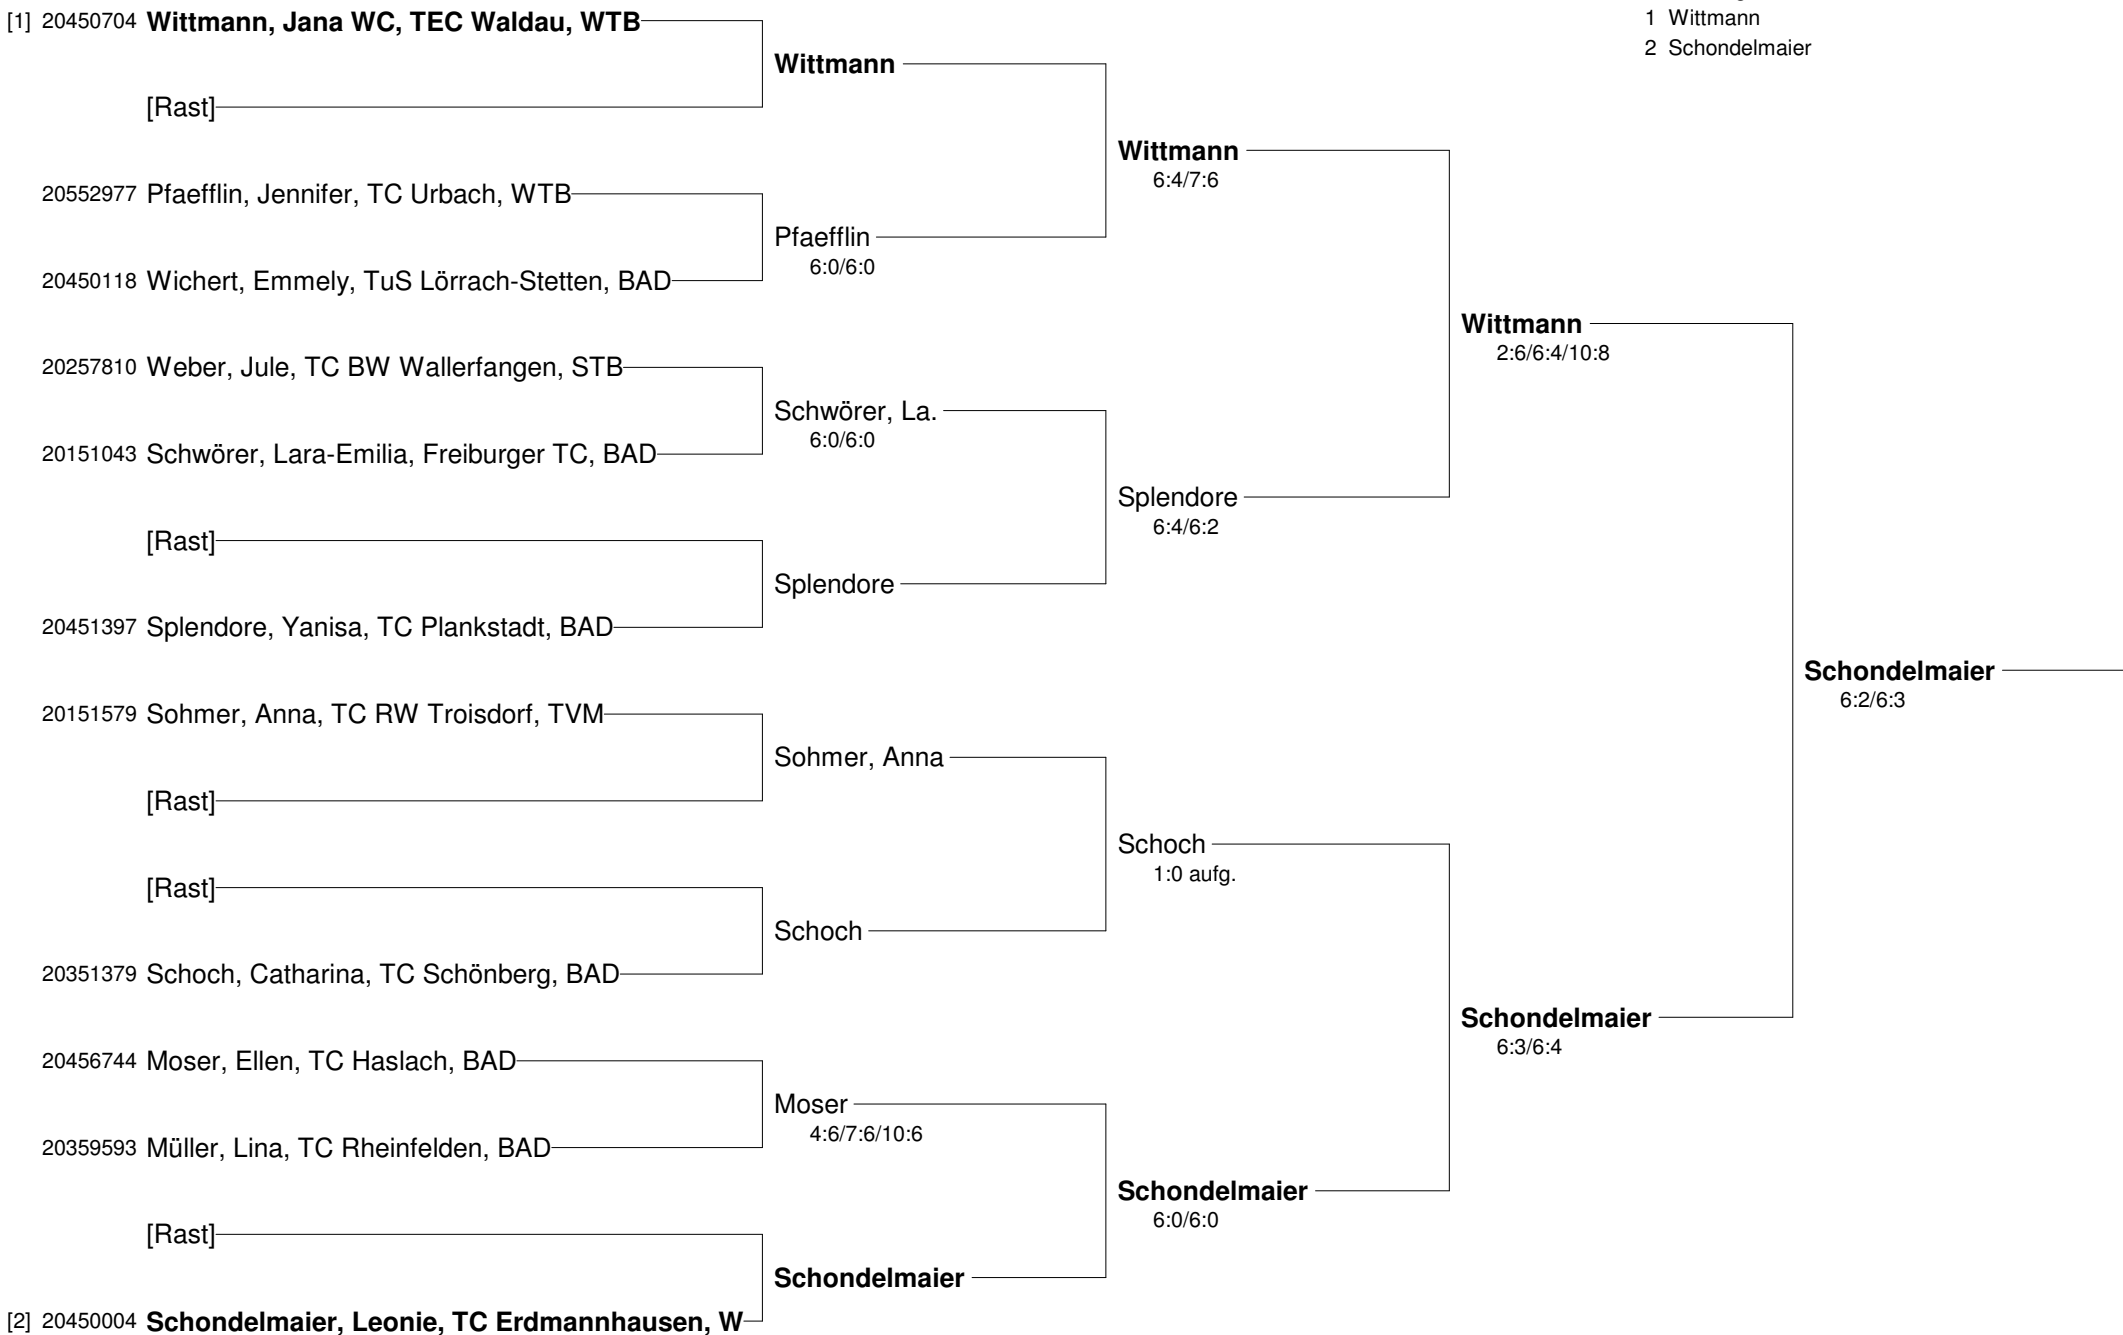 [1] 20450704 Wittmann, Jana WC, TEC Waldau, WTB
[Rast]
20552977 Pfaefflin, Jennifer, TC Urbach, WTB
20450118 Wichert, Emmely, TuS Lörrach-Stetten, BAD
20257810 Weber, Jule, TC BW Wallerfangen, STB
20151043 Schwörer, Lara-Emilia, Freiburger TC, BAD
[Rast]
20451397 Splendore, Yanisa, TC Plankstadt, BAD
20151579 Sohmer, Anna, TC RW Troisdorf, TVM
[Rast]
[Rast]
20351379 Schoch, Catharina, TC Schönberg, BAD
20456744 Moser, Ellen, TC Haslach, BAD
20359593 Müller, Lina, TC Rheinfelden, BAD
[Rast]
[2] 20450004 Schondelmaier, Leonie, TC Erdmannhausen, W
Wittmann
Pfaefflin
6:0/6:0
Schwörer, La.
6:0/6:0
Splendore
Sohmer, Anna
Schoch
Moser
4:6/7:6/10:6
Schondelmaier
Wittmann
6:4/7:6
Splendore
6:4/6:2
Schoch
1:0 aufg.
Schondelmaier
6:0/6:0
Wittmann
2:6/6:4/10:8
Schondelmaier
6:3/6:4
Schondelmaier
6:2/6:3
1 Wittmann
2 Schondelmaier